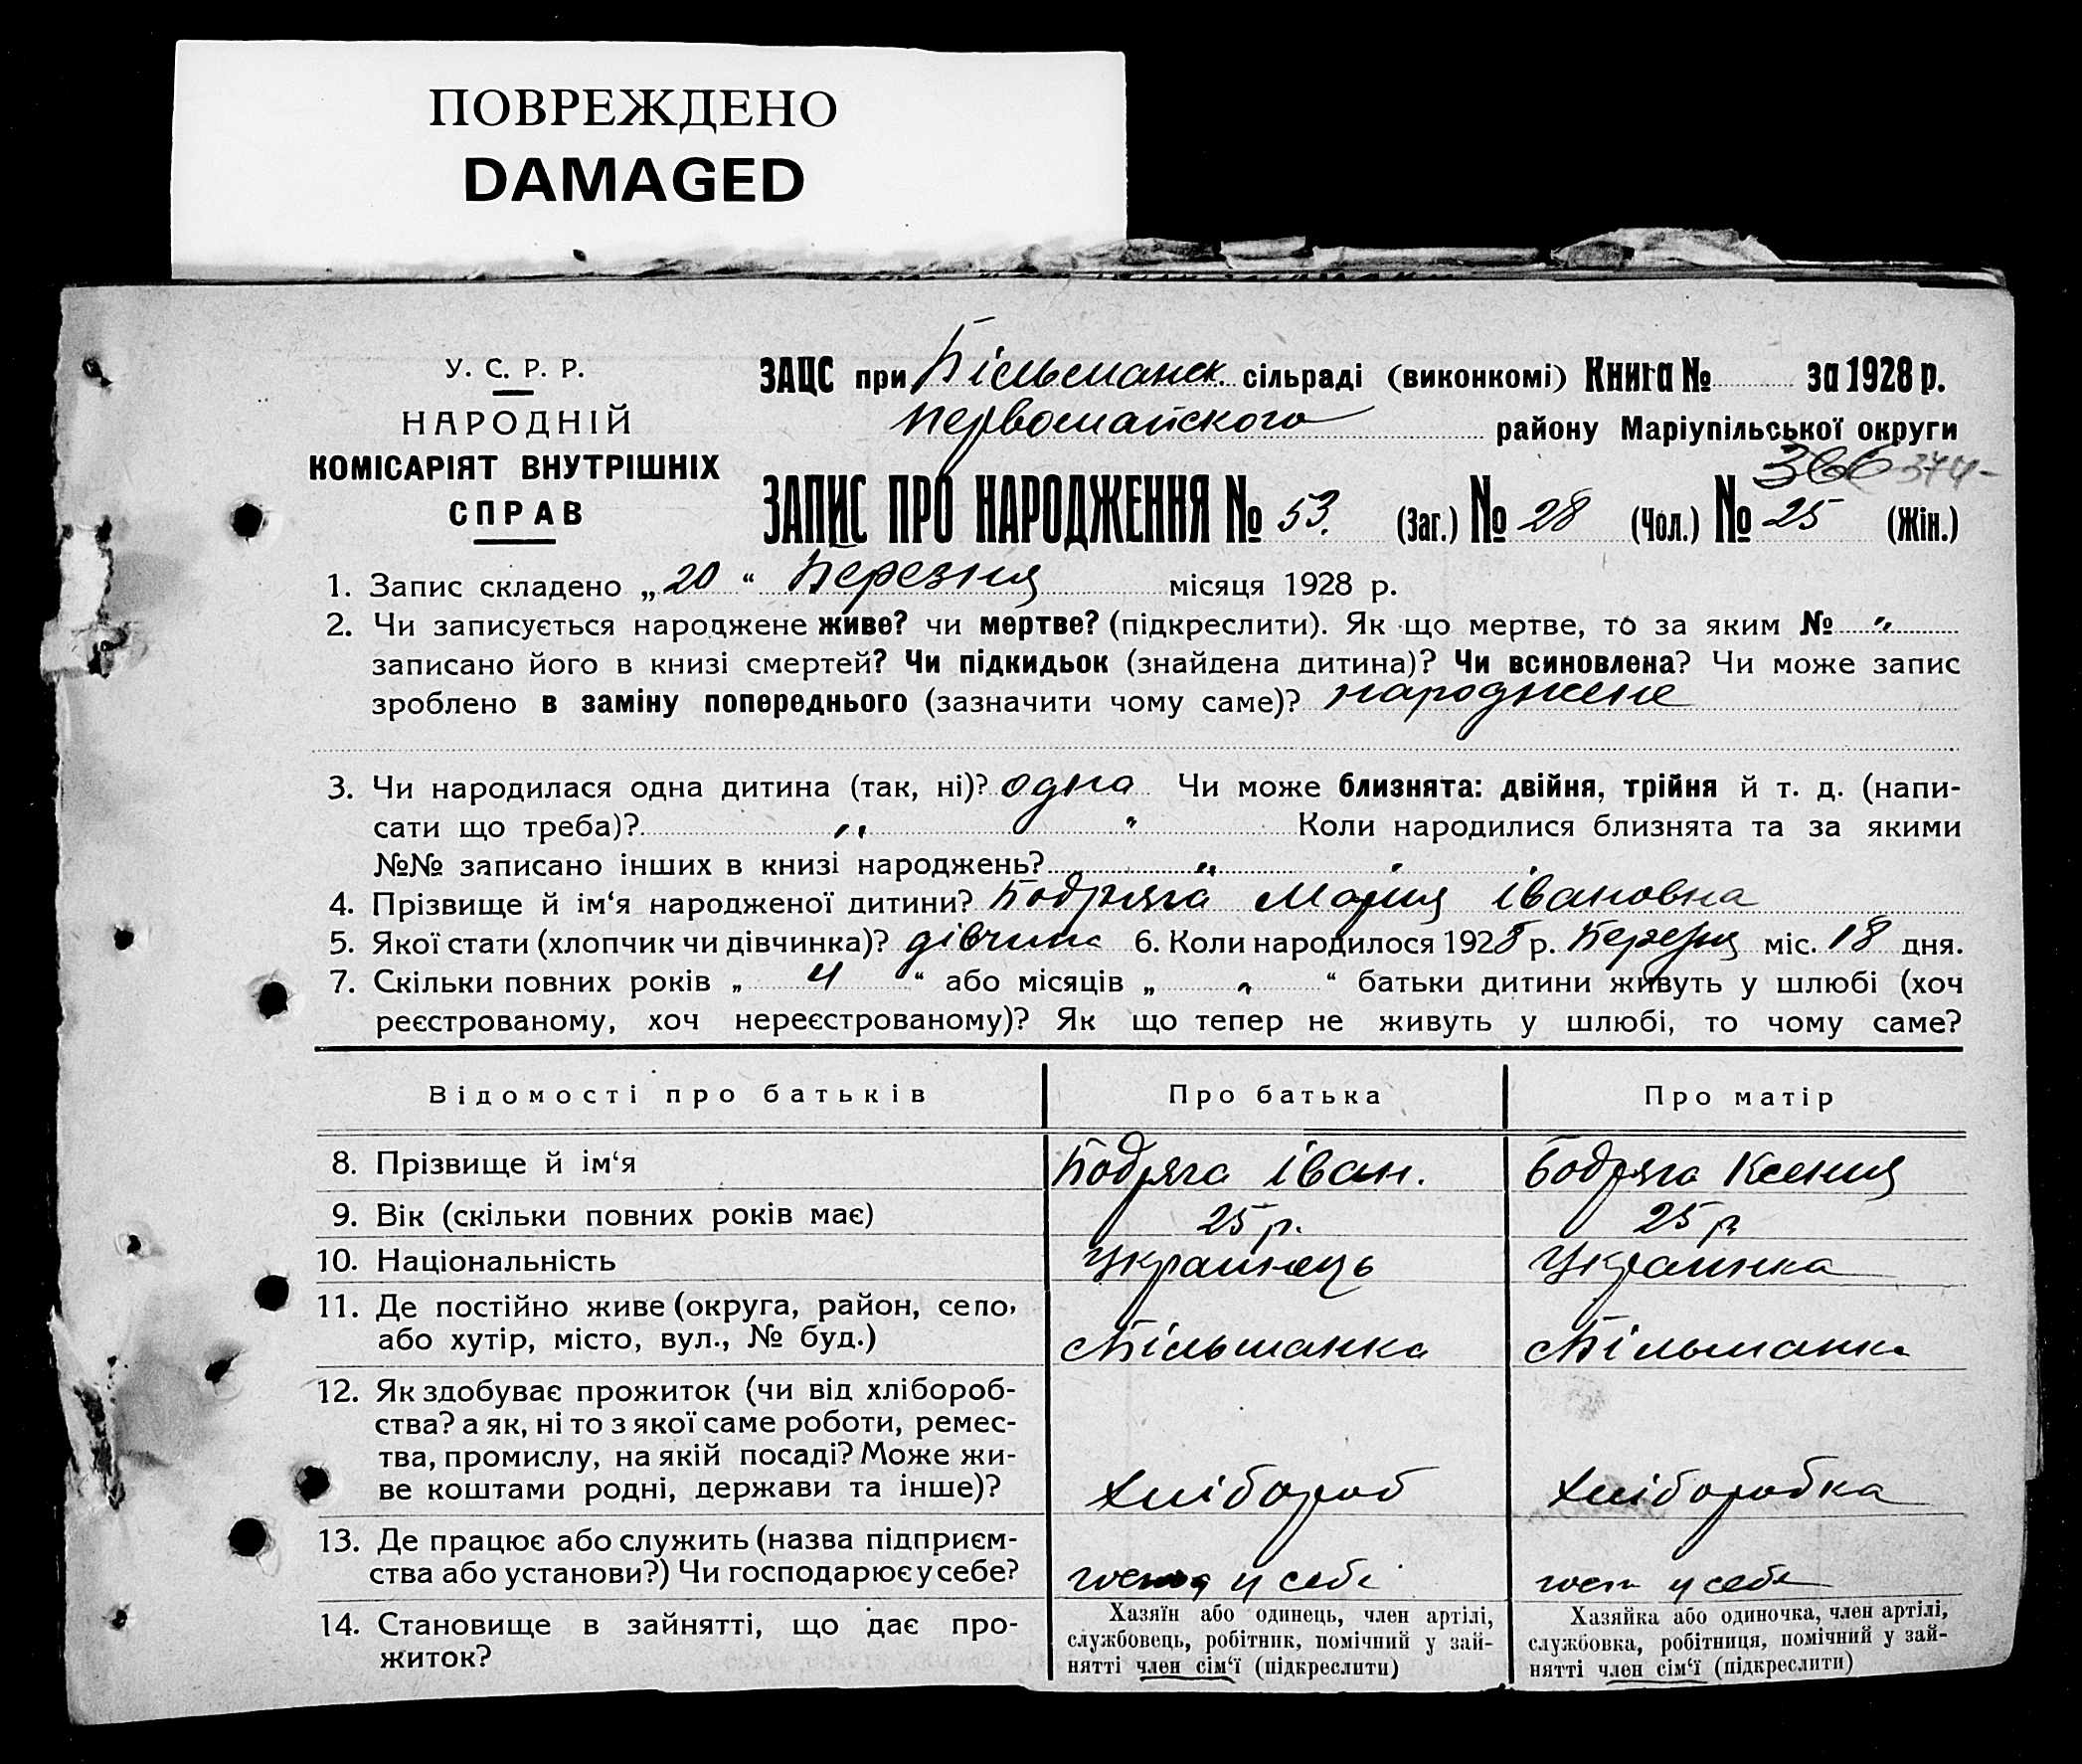 ПОВРЕЖДЕНО
DAMAGED
У. С. Р. Р.
НАРОДНІЙ
КОМІСАРІЯТ ВНУТРІШНІХ
СПРАВ
ЗАЦС при Більманск. сільраді (виконкомі) Книга № за 1928 р.
Первомайского району Маріупільської округи
366 344-
ЗАПИС ПРО НАРОДЖЕННЯ № 53. (Заг.) № 28 (Чол.) № 25 (Жін.)
1. Запис складено „20“ Березня місяця 1928 р.
2. Чи записується народжене живе? чи мертве? (підкреслити). Як що мертве, то за яким № „
записано його в книзі смертей? Чи підкидьок (знайдена дитина)? Чи всиновлена? Чи може запис
зроблено в заміну попереднього (зазначити чому саме)? народжене
3. Чи народилася одна дитина (так, ні)? одна Чи може близнята: двійня, трійня й т. д. (напи-
сати що треба)? „ „ Коли народилися близнята та за якими
№№ записано інших в книзі народжень? „
4. Прізвище й ім‘я народженої дитини? Бодряга Мария Івановна
5. Якої стати (хлопчик чи дівчинка)? дівчина 6. Коли народилося 1928 р. Березня міс. 18 дня.
7. Скільки повних років „ 4 “ або місяців „ „ “ батьки дитини живуть у шлюбі (хоч
реєстрованому, хоч нереєстрованому)? Як що тепер не живуть у шлюбі, то чому саме?
Відомості про батьків Про батька Про матір
8. Прізвище й ім‘я Бодряга Іван. Бодряга Ксения
9. Вік (скільки повних років має) 25 р. 25 р
10. Національність Украинець Украинка
11. Де постійно живе (округа, район, село,
або хутір, місто, вул., № буд.) Більманка Більманка
12. Як здобуває прожиток (чи від хлібороб-
ства? а як, ні то з якої саме роботи, ремес-
тва, промислу, на якій посаді? Може жи-
ве коштами родні, держави та інше)? Хлібороб Хліборобка
13. Де працює або служить (назва підприєм-
ства або установи?) Чи господарює у себе? у себе у себе
14. Становище в зайнятті, що дає про-
житок?
Хазяїн або одинець, член артілі,
службовець, робітник, помічний у зай-
нятті член сім‘ї (підкреслити)
Хазяйка або одиночка, член артілі,
службовка, робітниця, помічний у зай-
нятті член сім‘ї (підкреслити)